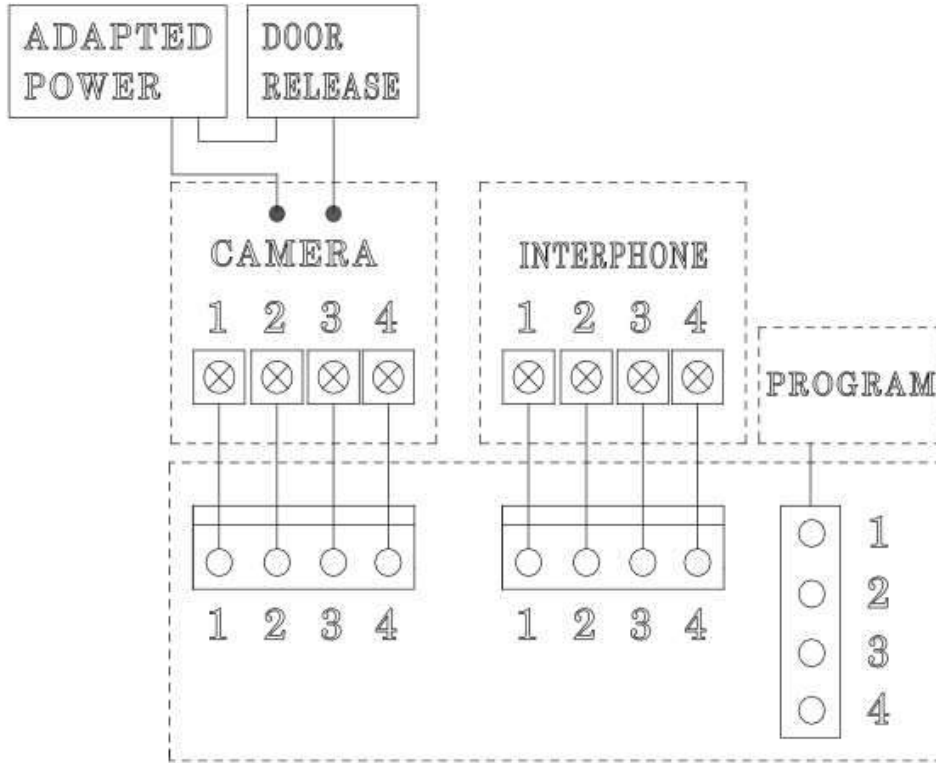 ADAPTED
POWER
DOOR
RELEASE
CAMERA
INTERPHONE
1 2 3 4
1 2 3 4
PROGRAM
1 2 3 4
1 2 3 4
1
2
3
4